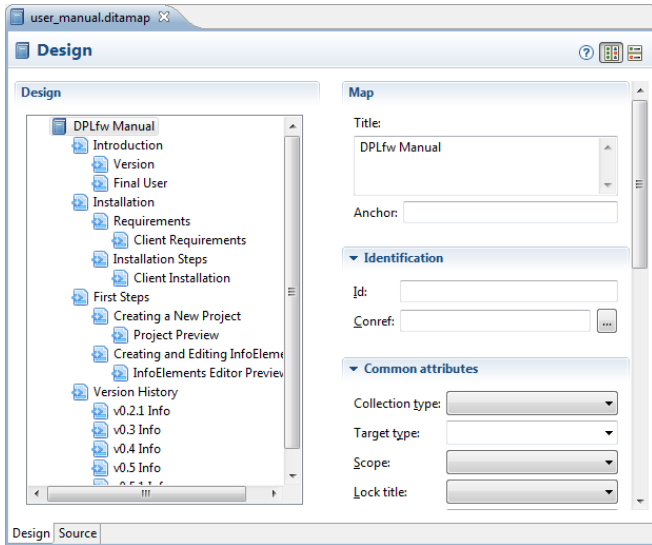 user_manual.ditamap
Design
Design
DPLfw Manual
Introduction
Version
Final User
Installation
Requirements
Client Requirements
Installation Steps
Client Installation
First Steps
Creating a New Project
Project Preview
Creating and Editing InfoEleme
InfoElements Editor Preview
Version History
v0.2.1 Info
v0.3 Info
v0.4 Info
v0.5 Info
Map
Title:
DPLfw Manual
Anchor:
Identification
Id:
Conref:
...
Common attributes
Collection type:
Target type:
Scope:
Lock title:
Design Source